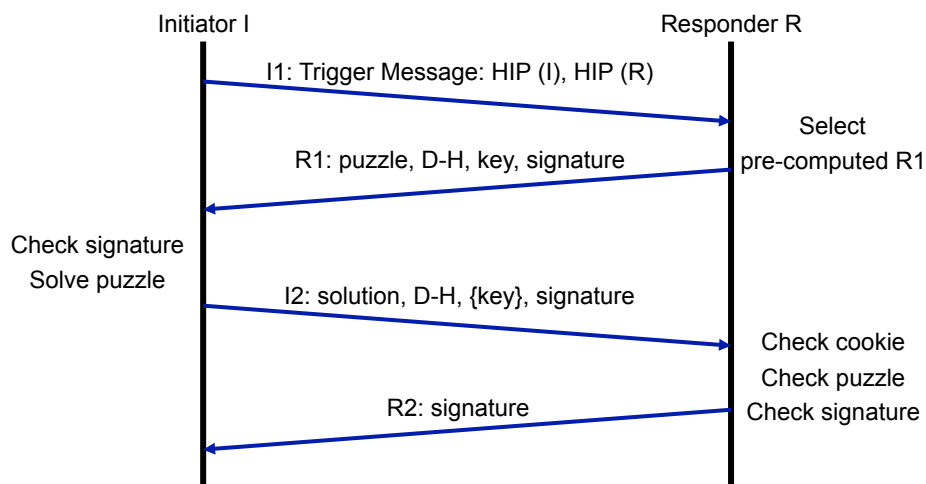 Initiator I
Responder R
I1: Trigger Message: HIP (I), HIP (R)
Select
pre-computed R1
R1: puzzle, D-H, key, signature
Check signature
Solve puzzle
I2: solution, D-H, {key}, signature
Check cookie
Check puzzle
Check signature
R2: signature